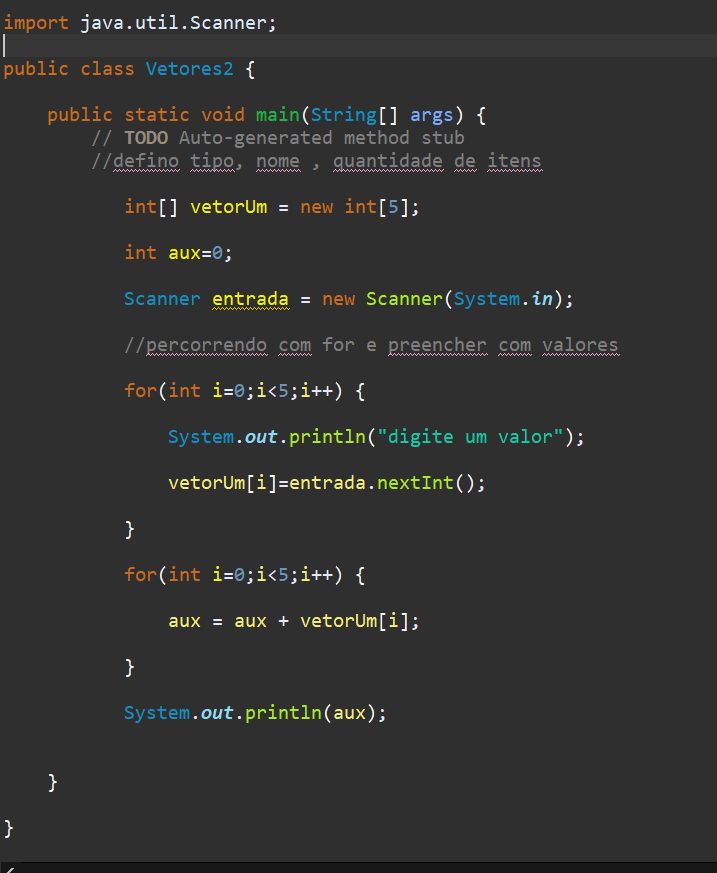 import java.util.Scanner;
public class Vetores2 {
public static void main(String[] args) {
// TODO Auto-generated method stub
//defino tipo, nome , quantidade de itens
int[] vetorUm = new int[5];
int aux=0;
Scanner entrada = new Scanner(System.in);
//percorrendo com for e preencher com valores
for(int i=0;i<5;i++) {
System.out.println("digite um valor");
vetorUm[i]=entrada.nextInt();
}
for(int i=0;i<5;i++) {
aux = aux + vetorUm[i];
}
System.out.println(aux);
}
}